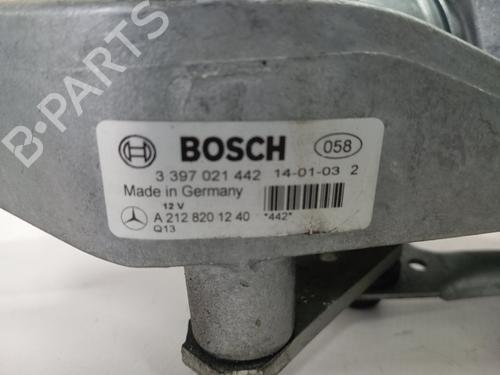 B-PARTS
BOSCH 058
3 397 021 442 14-01-03 2
Made in Germany
12 V
A 212 820 12 40 *442*
Q13